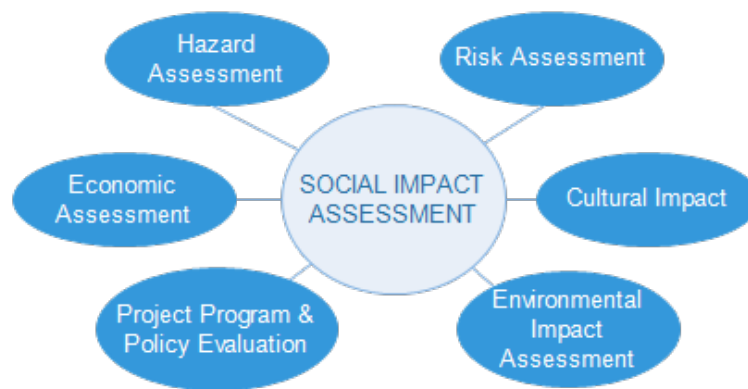 Hazard
Assessment
Risk Assessment
Economic
Assessment
SOCIAL IMPACT
ASSESSMENT
Cultural Impact
Project Program &
Policy Evaluation
Environmental
Impact
Assessment